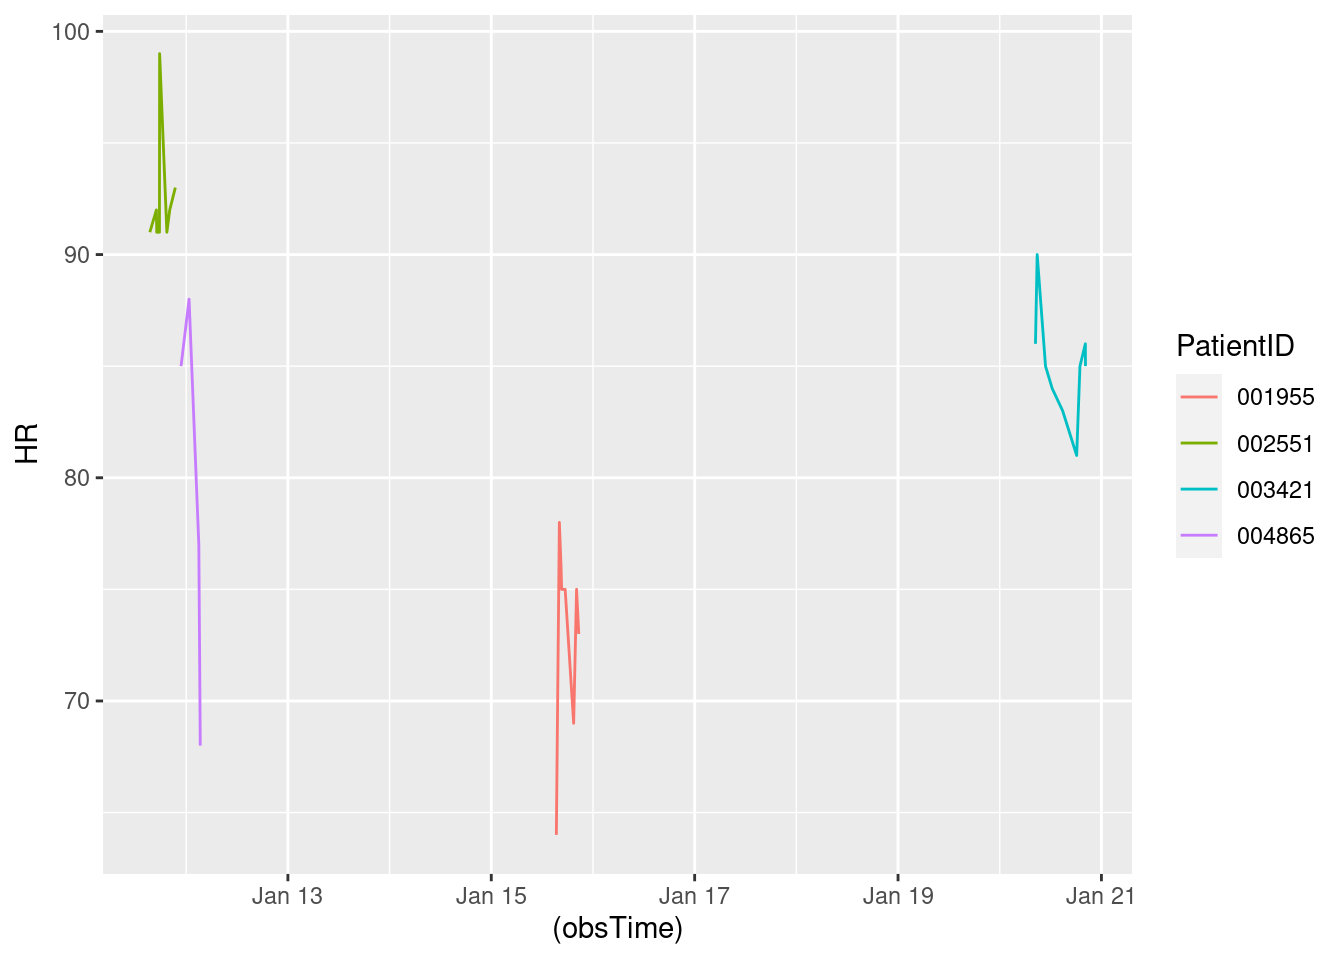 100
90
80
70
HR
Jan 13
Jan 15
Jan 17
Jan 19
Jan 21
(obsTime)
PatientID
001955
002551
003421
004865